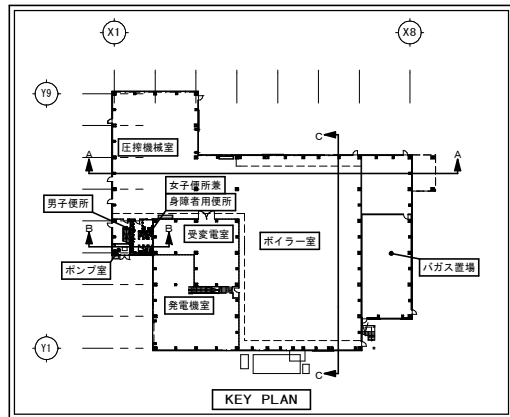 X1
X8
Y9
C
圧搾機械室
A
A
女子便所兼
身障者用便所
男子便所
B
B
受変電室
ボイラー室
ポンプ室
バガス置場
発電機室
Y1
C
KEY PLAN